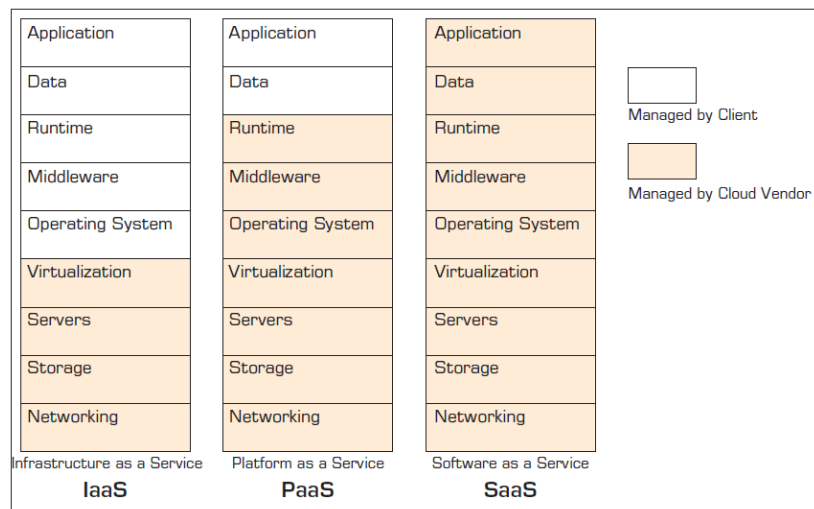 Application
Data
Runtime
Middleware
Operating System
Virtualization
Servers
Storage
Networking
Infrastructure as a Service
IaaS
Application
Data
Runtime
Middleware
Operating System
Virtualization
Servers
Storage
Networking
Platform as a Service
PaaS
Application
Data
Runtime
Middleware
Operating System
Virtualization
Servers
Storage
Networking
Software as a Service
SaaS
Managed by Client
Managed by Cloud Vendor